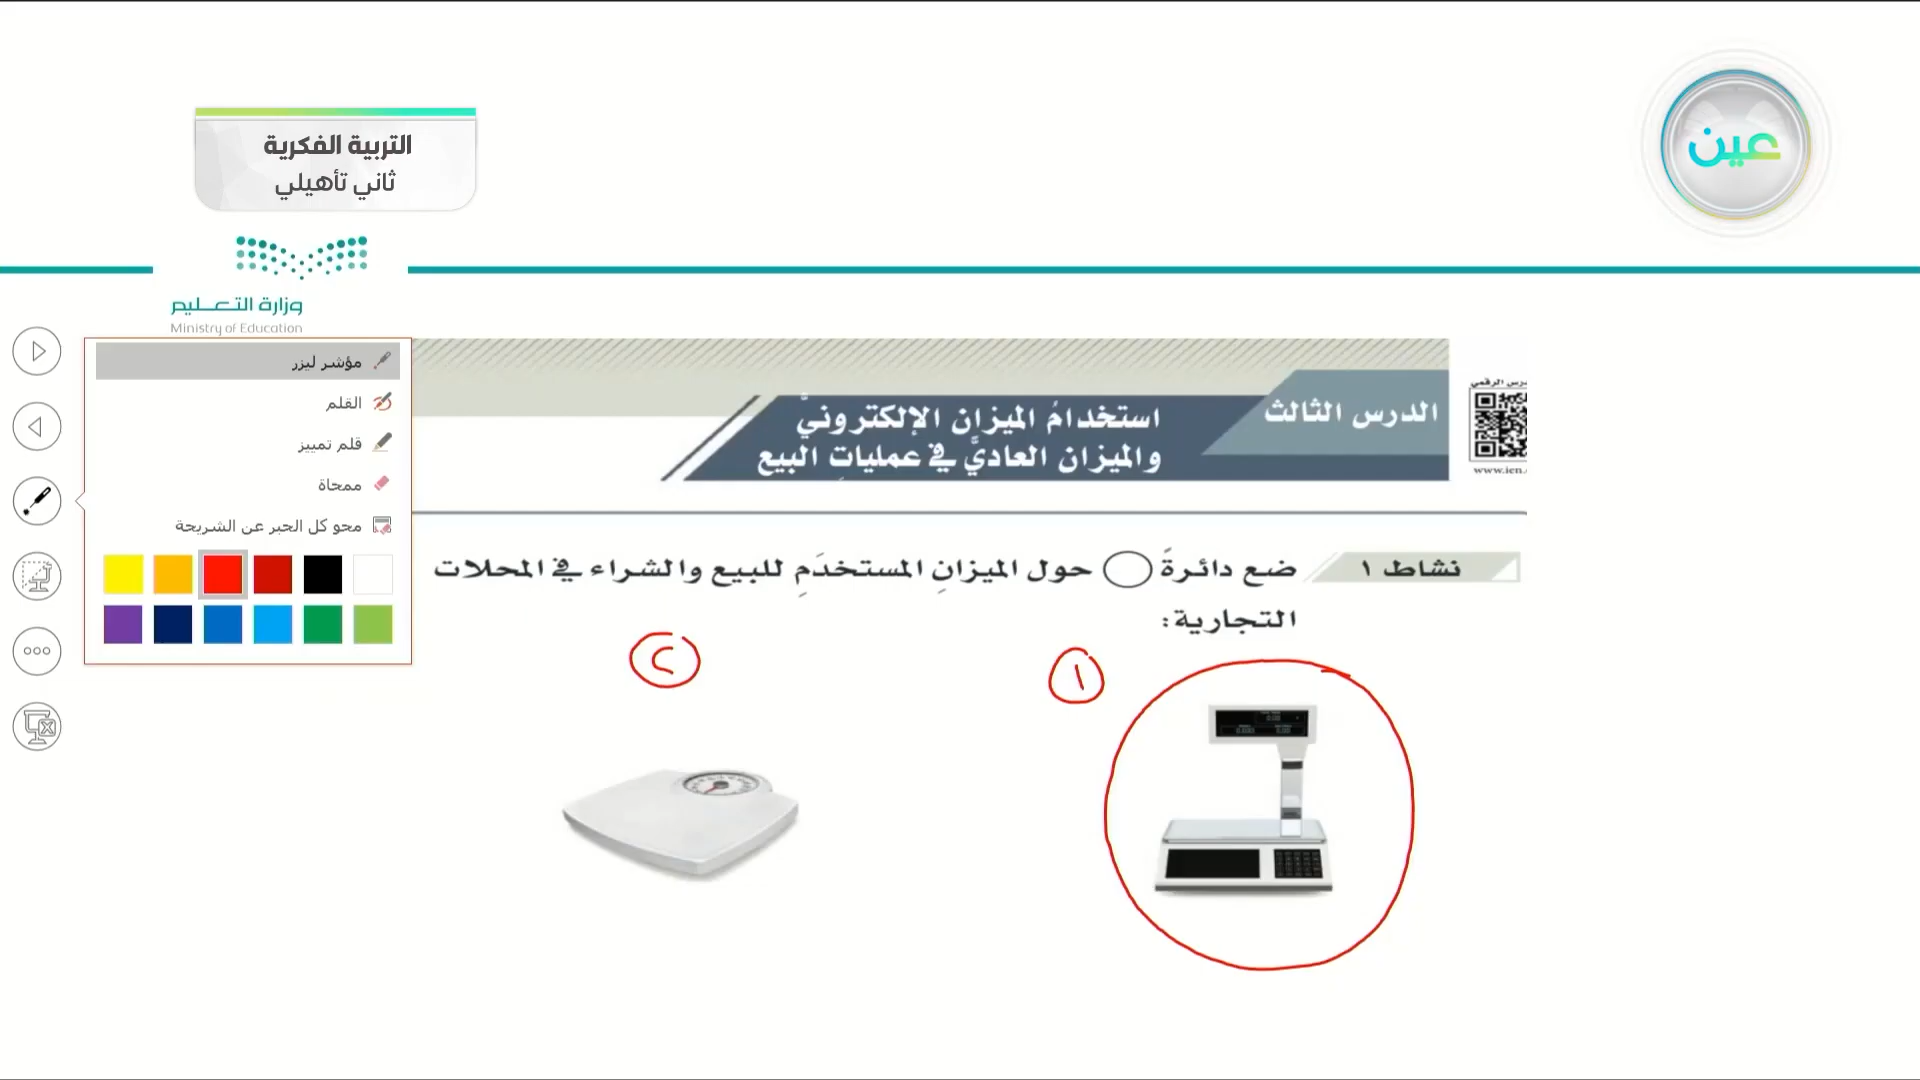 التربية الفكرية
ثاني تأهيلي
عين
وزارة التعليم
Ministry of Education
مؤشر ليزر
القلم
قلم تمييز
ممحاة
محو كل الحبر عن الشريحة
الدرس الثالث
استخدامُ الميزان الإلكترونيَّ
والميزان العاديَّ في عملياتِ البيع
www.ien.
نشاط ١
ضع دائرةً حول الميزانِ المستخدَمِ للبيع والشراء في المحلات
التجارية:
١
٢